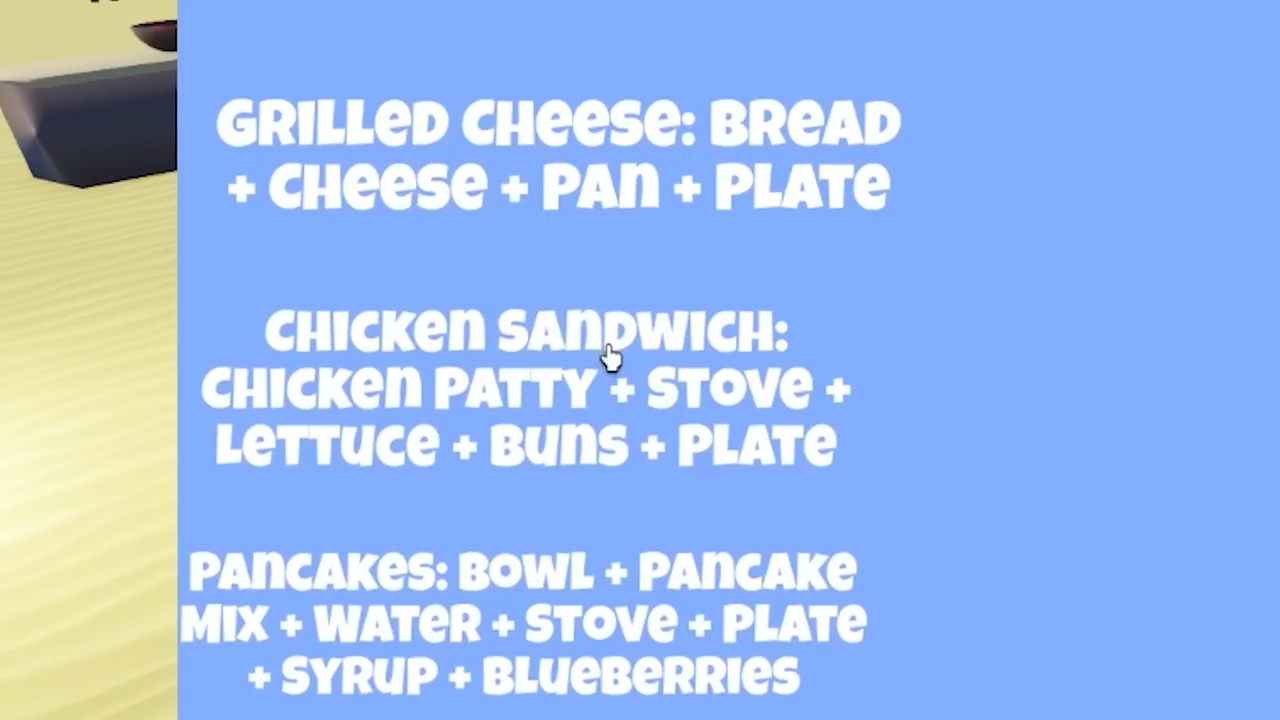 GRILLED CHEESE: BREAD
+ CHEESE + PAN + PLATE
CHICKEN SANDWICH:
CHICKEN PATTY + STOVE +
LETTUCE + BUNS + PLATE
PANCAKES: BOWL + PANCAKE
MIX + WATER + STOVE + PLATE
+ SYRUP + BLUEBERRIES